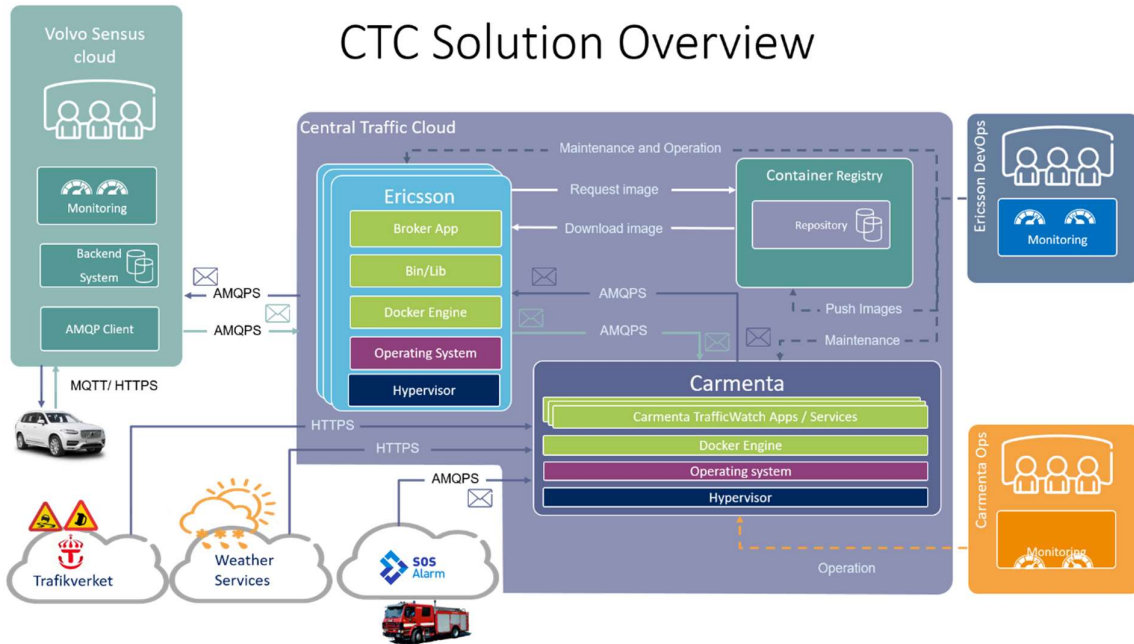 CTC Solution Overview
Volvo Sensus
cloud
Monitoring
Backend
System
AMQP Client
AMQPS
AMQPS
MQTT/ HTTPS
Central Traffic Cloud
Maintenance and Operation
Ericsson
Broker App
Bin/Lib
Docker Engine
Operating System
Hypervisor
Request image
Download image
Container Registry
Repository
AMQPS
AMQPS
Push Images
Maintenance
Carmenta
Carmenta TrafficWatch Apps / Services
Docker Engine
Operating system
Hypervisor
HTTPS
HTTPS
AMQPS
Operation
Trafikverket
Weather
Services
SOS
Alarm
Ericsson DevOps
Monitoring
Carmenta Ops
Monitoring